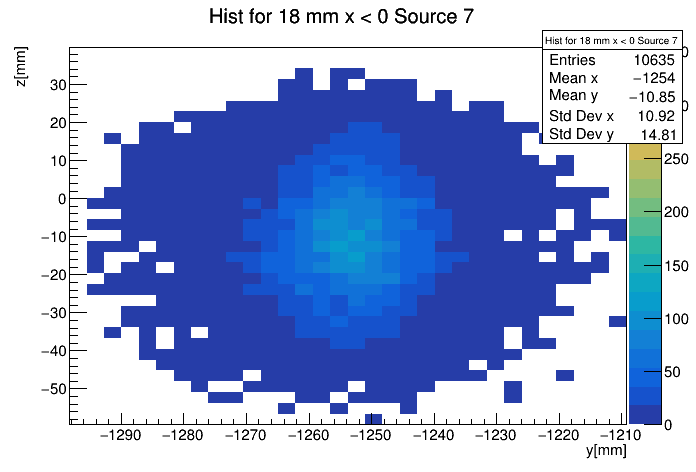 Hist for 18 mm x < 0 Source 7
z[mm]
Hist for 18 mm x < 0 Source 7
Entries 10635
Mean x −1254
Mean y −10.85
Std Dev x 10.92
Std Dev y 14.81
30
20
10
0
−10
−20
−30
−40
−50
250
200
150
100
50
0
−1290 −1280 −1270 −1260 −1250 −1240 −1230 −1220 −1210
y[mm]